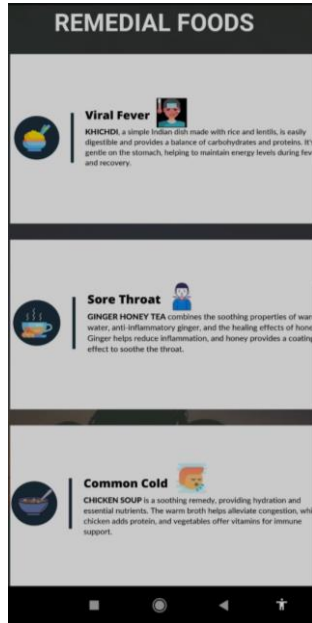 REMEDIAL FOODS
Viral Fever
KHICHDI, a simple Indian dish made with rice and lentils, is easily
digestible and provides a balance of carbohydrates and proteins. It'
gentle on the stomach, helping to maintain energy levels during
and recovery.
Sore Throat
GINGER HONEY TEA combines the soothing properties of
water, anti-inflammatory ginger, and the healing effects of
Ginger helps reduce inflammation, and honey provides a coating
effect to soothe the throat.
Common Cold
CHICKEN SOUP is a soothing remedy, providing hydration and
essential nutrients. The warm broth helps alleviate congestion,
chicken adds protein, and vegetables offer vitamins for immune
support.